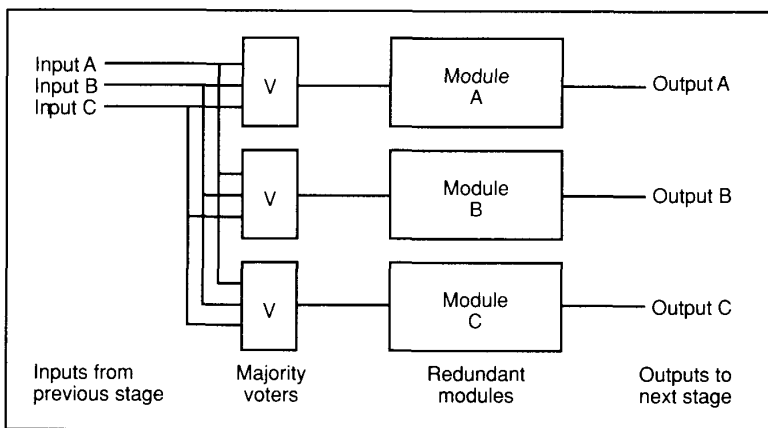 Input A
Input B
Input C
V
Module
A
Output A
V
Module
B
Output B
V
Module
C
Output C
Inputs from
previous stage
Majority
voters
Redundant
modules
Outputs to
next stage